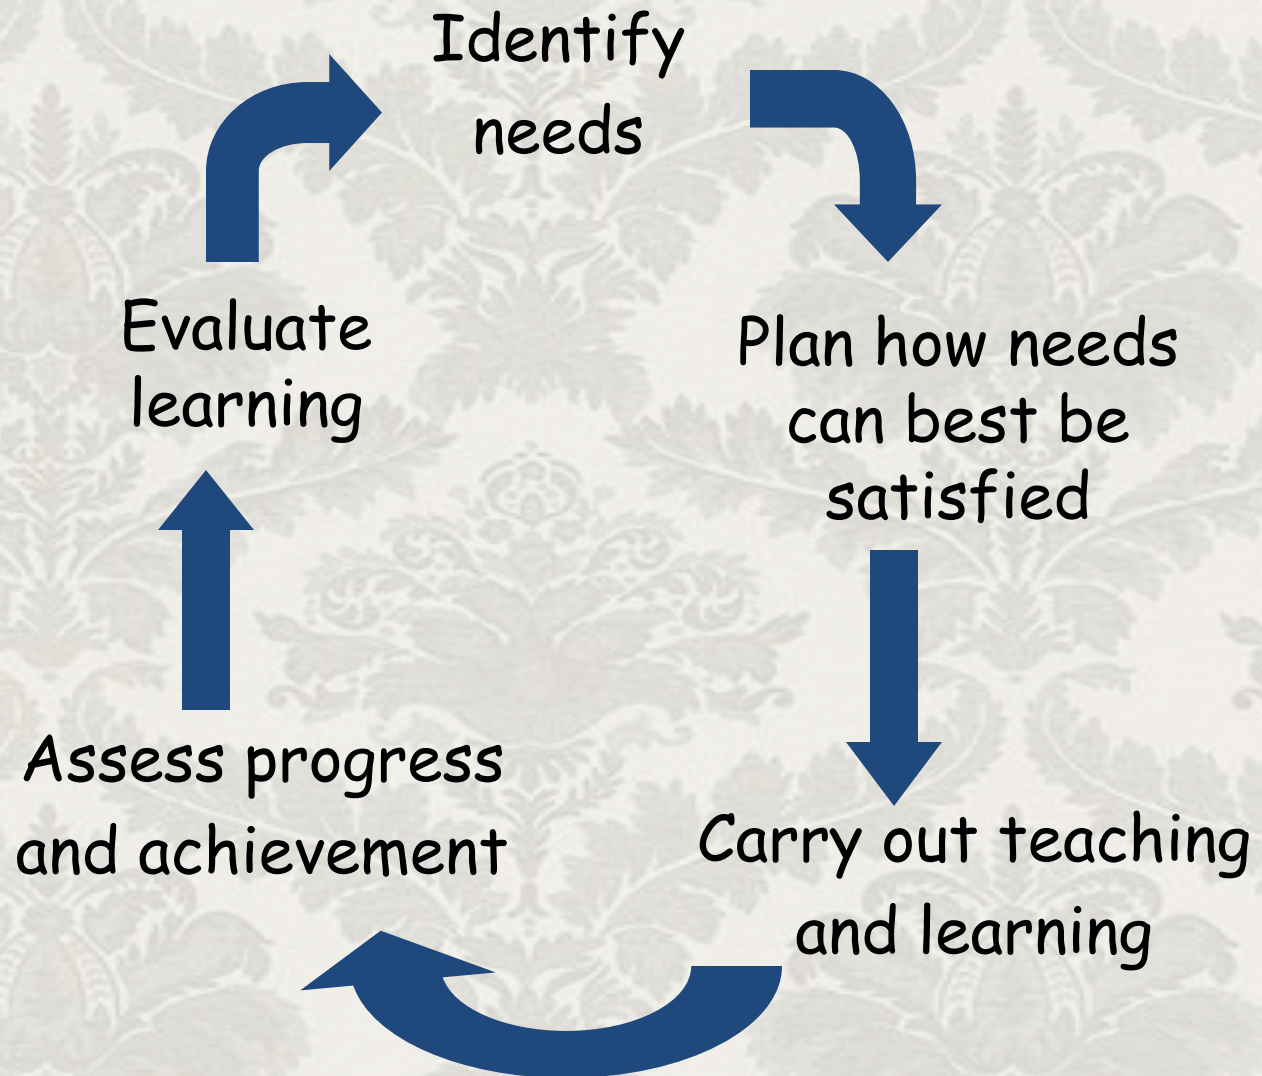 Identify
needs
Plan how needs
can best be
satisfied
Carry out teaching
and learning
Assess progress
and achievement
Evaluate
learning